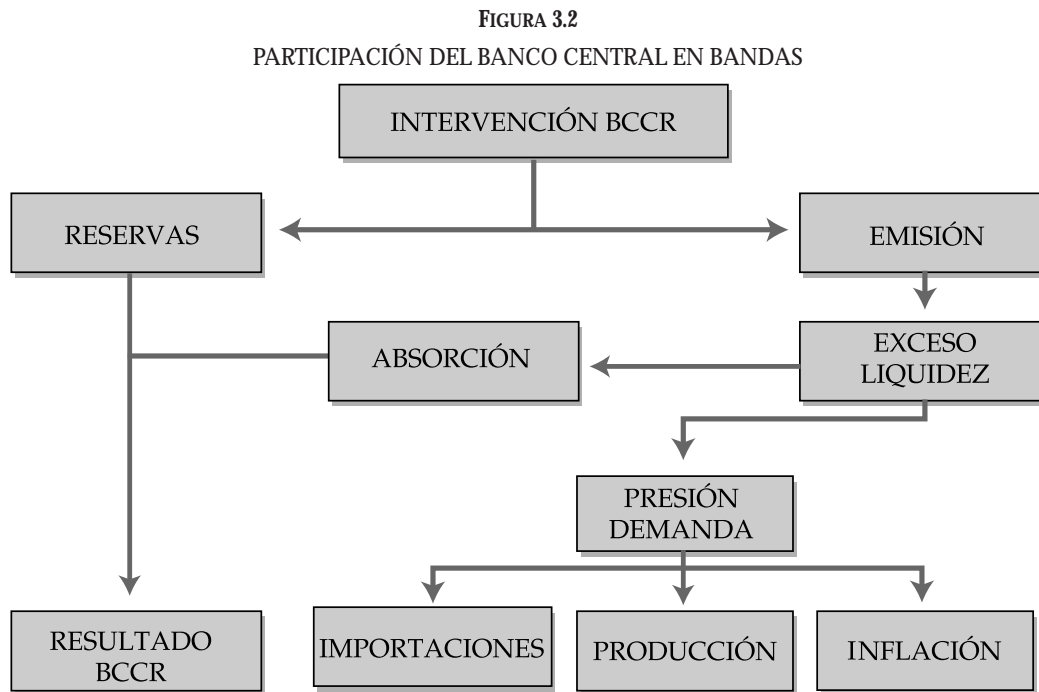 FIGURA 3.2
PARTICIPACIÓN DEL BANCO CENTRAL EN BANDAS
INTERVENCIÓN BCCR
RESERVAS
EMISIÓN
ABSORCIÓN
EXCESO
LIQUIDEZ
PRESIÓN
DEMANDA
RESULTADO
BCCR
IMPORTACIONES
PRODUCCIÓN
INFLACIÓN